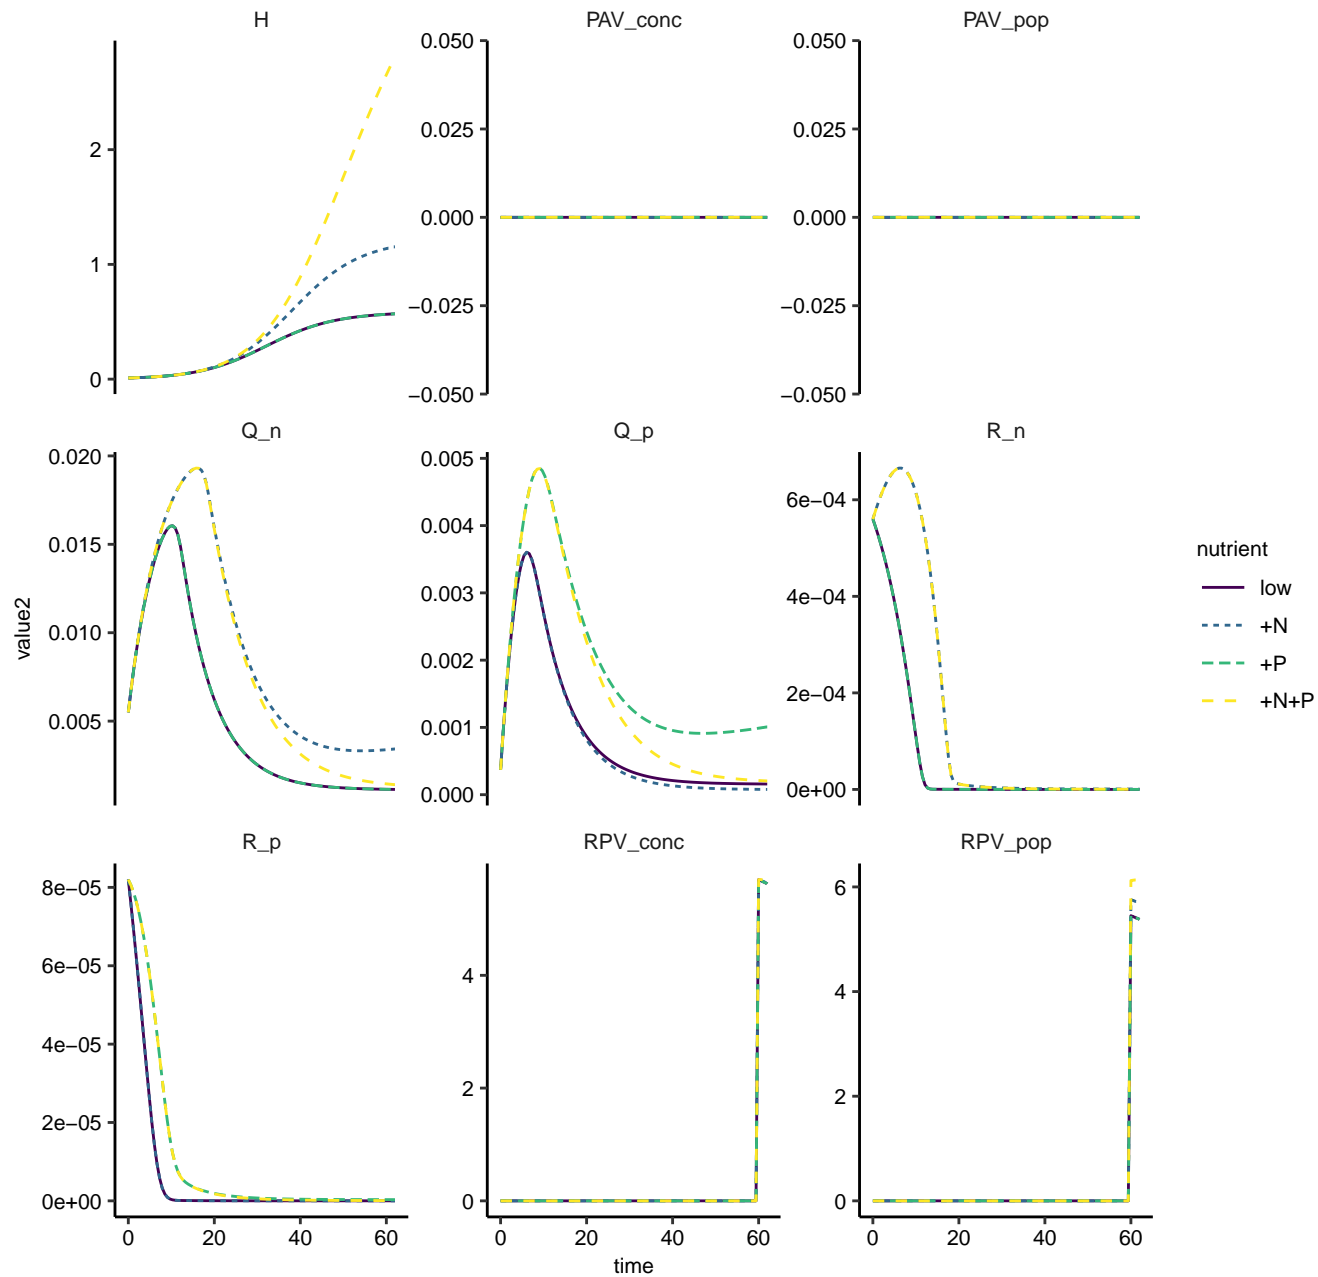 H
PAV_conc
PAV_pop
2
1
0
0.050
0.025
0.000
−0.025
−0.050
0.050
0.025
0.000
−0.025
−0.050
Q_n
Q_p
R_n
0.020
0.015
0.010
0.005
0.005
0.004
0.003
0.002
0.001
0.000
6e−04
4e−04
2e−04
0e+00
R_p
RPV_conc
RPV_pop
8e−05
6e−05
4e−05
2e−05
0e+00
4
2
0
6
4
2
0
0 20 40 60
0 20 40 60
0 20 40 60
time
value2
nutrient
low
+N
+P
+N+P